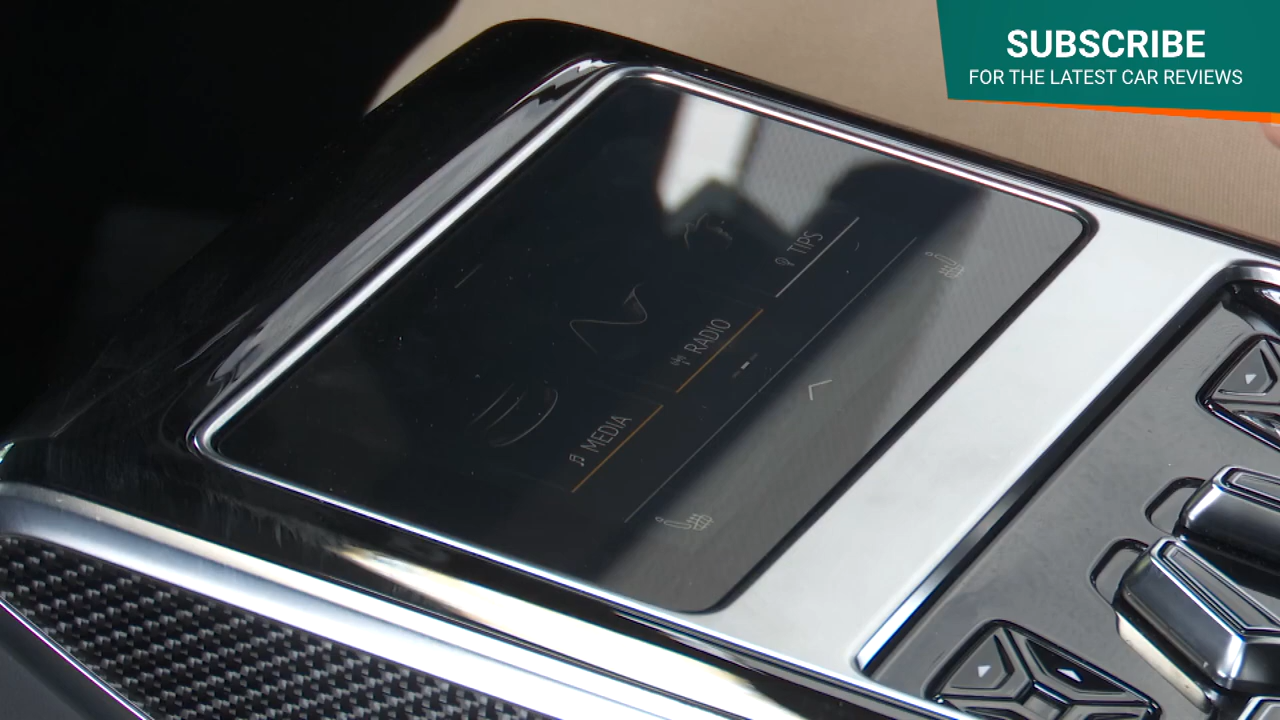 SUBSCRIBE
FOR THE LATEST CAR REVIEWS
TIPS
RADIO
MEDIA